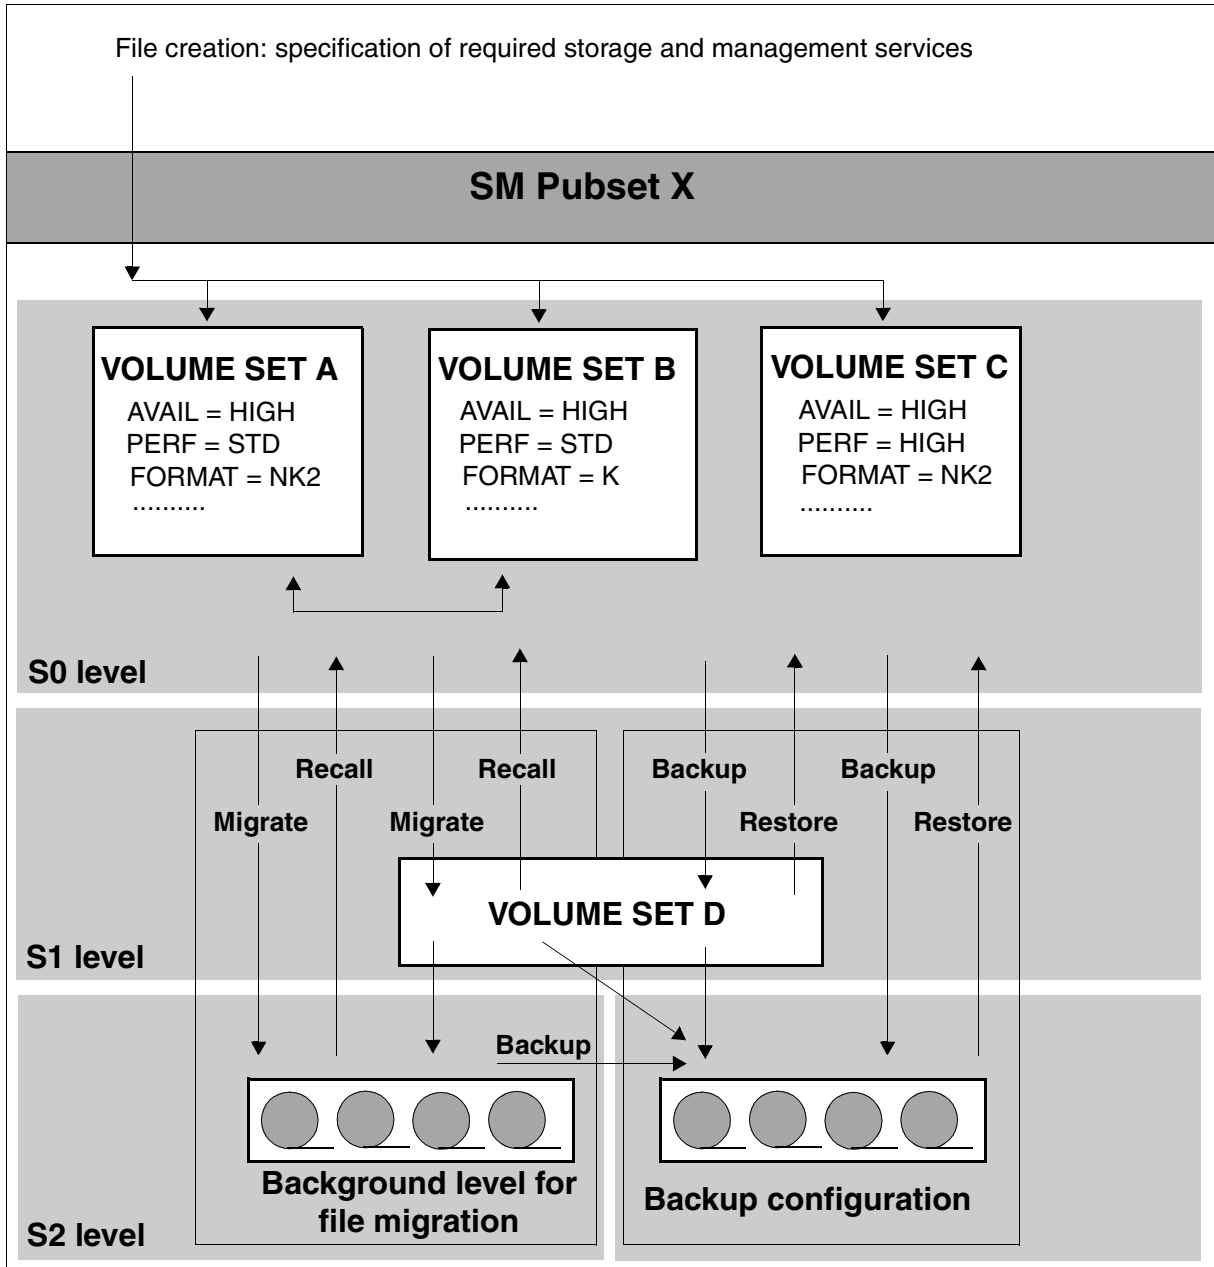 File creation: specification of required storage and management services
SM Pubset X
VOLUME SET A
AVAIL = HIGH
PERF = STD
FORMAT = NK2
..........
VOLUME SET B
AVAIL = HIGH
PERF = STD
FORMAT = K
..........
VOLUME SET C
AVAIL = HIGH
PERF = HIGH
FORMAT = NK2
..........
S0 level
Recall
Recall
Backup
Backup
Migrate
Migrate
Restore
Restore
VOLUME SET D
S1 level
Backup
Background level for
file migration
Backup configuration
S2 level